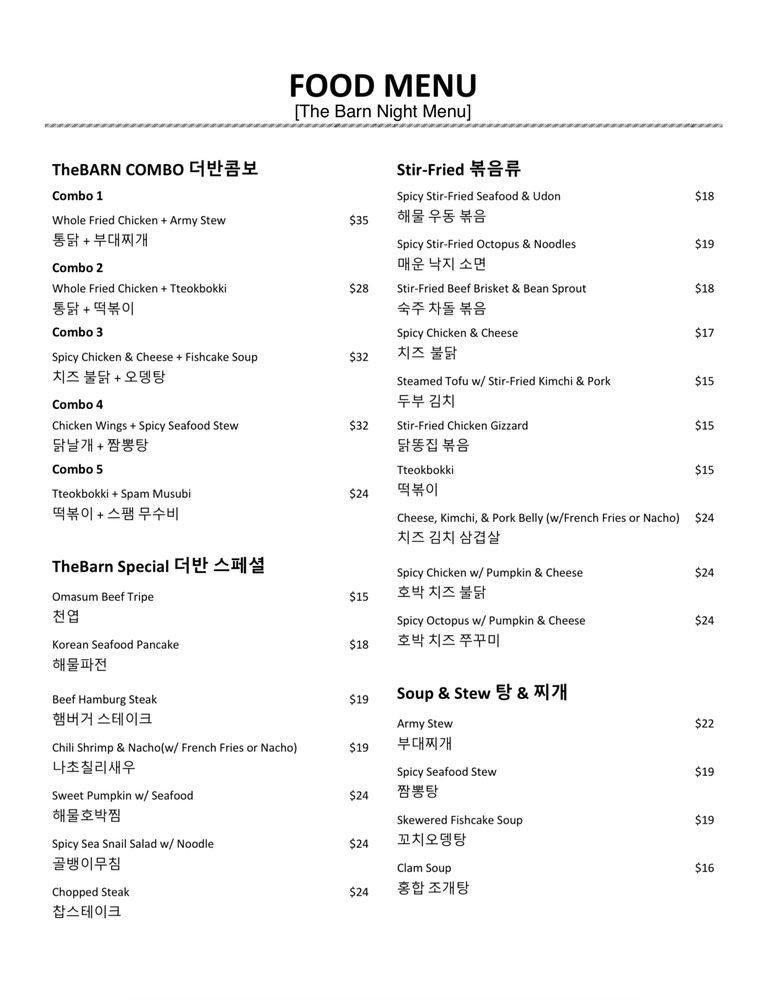 FOOD MENU
[The Barn Night Menu]
TheBARN COMBO 더반콤보
Combo 1
Whole Fried Chicken + Army Stew $35
통닭 + 부대찌개
Combo 2
Whole Fried Chicken + Tteokbokki $28
통닭 + 떡볶이
Combo 3
Spicy Chicken & Cheese + Fishcake Soup $32
치즈 불닭 + 오뎅탕
Combo 4
Chicken Wings + Spicy Seafood Stew $32
닭날개 + 짬뽕탕
Combo 5
Tteokbokki + Spam Musubi $24
떡볶이 + 스팸 무수비
TheBarn Special 더반 스페셜
Omasum Beef Tripe $15
천엽
Korean Seafood Pancake $18
해물파전
Beef Hamburg Steak $19
햄버거 스테이크
Chili Shrimp & Nacho(w/ French Fries or Nacho) $19
나초칠리새우
Sweet Pumpkin w/ Seafood $24
해물호박찜
Spicy Sea Snail Salad w/ Noodle $24
골뱅이무침
Chopped Steak $24
찹스테이크
Stir-Fried 볶음류
Spicy Stir-Fried Seafood & Udon $18
해물 우동 볶음
Spicy Stir-Fried Octopus & Noodles $19
매운 낙지 소면
Stir-Fried Beef Brisket & Bean Sprout $18
숙주 차돌 볶음
Spicy Chicken & Cheese $17
치즈 불닭
Steamed Tofu w/ Stir-Fried Kimchi & Pork $15
두부 김치
Stir-Fried Chicken Gizzard $15
닭똥집 볶음
Tteokbokki $15
떡볶이
Cheese, Kimchi, & Pork Belly (w/French Fries or Nacho) $24
치즈 김치 삼겹살
Spicy Chicken w/ Pumpkin & Cheese $24
호박 치즈 불닭
Spicy Octopus w/ Pumpkin & Cheese $24
호박 치즈 쭈꾸미
Soup & Stew 탕 & 찌개
Army Stew $22
부대찌개
Spicy Seafood Stew $19
짬뽕탕
Skewered Fishcake Soup $19
꼬치오뎅탕
Clam Soup $16
홍합 조개탕